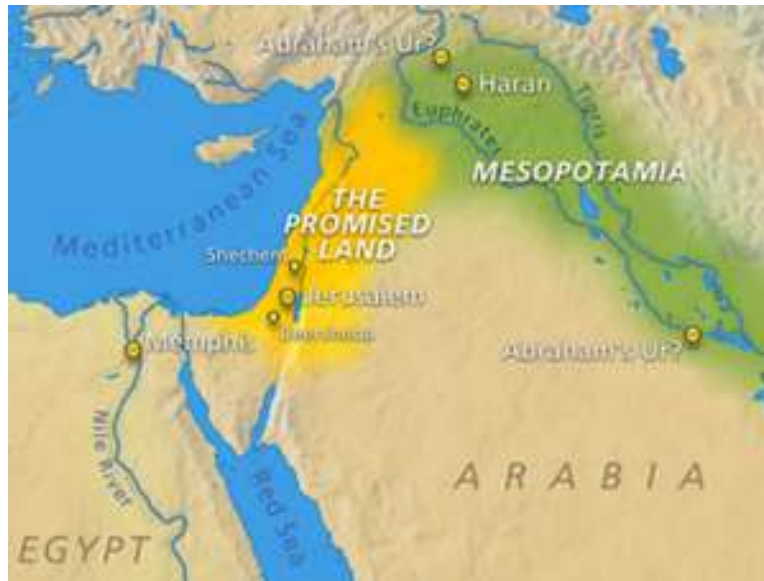 Abraham's Ur?
Haran
Euphrates
Tigris
MESOPOTAMIA
Mediterranean Sea
THE
PROMISED
LAND
Shechem
Jerusalem
Beersheba
Memphis
Abraham's Ur?
Nile River
Red Sea
ARABIA
EGYPT